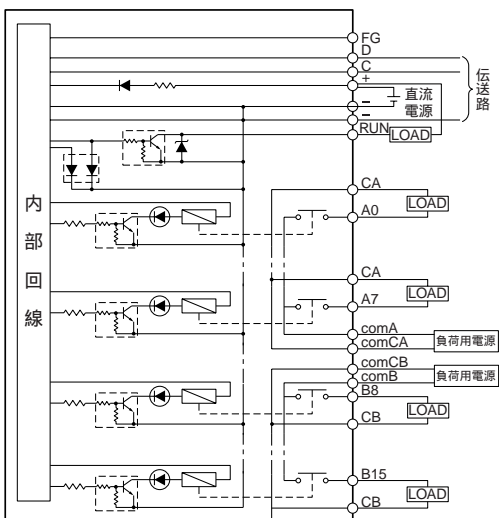 FG
D
C
+
直流
電源
伝送路
−
−
RUN
LOAD
内部回線
CA
LOAD
A0
CA
LOAD
A7
comA
comCA
負荷用電源
comCB
comB
負荷用電源
B8
LOAD
CB
B15
LOAD
CB